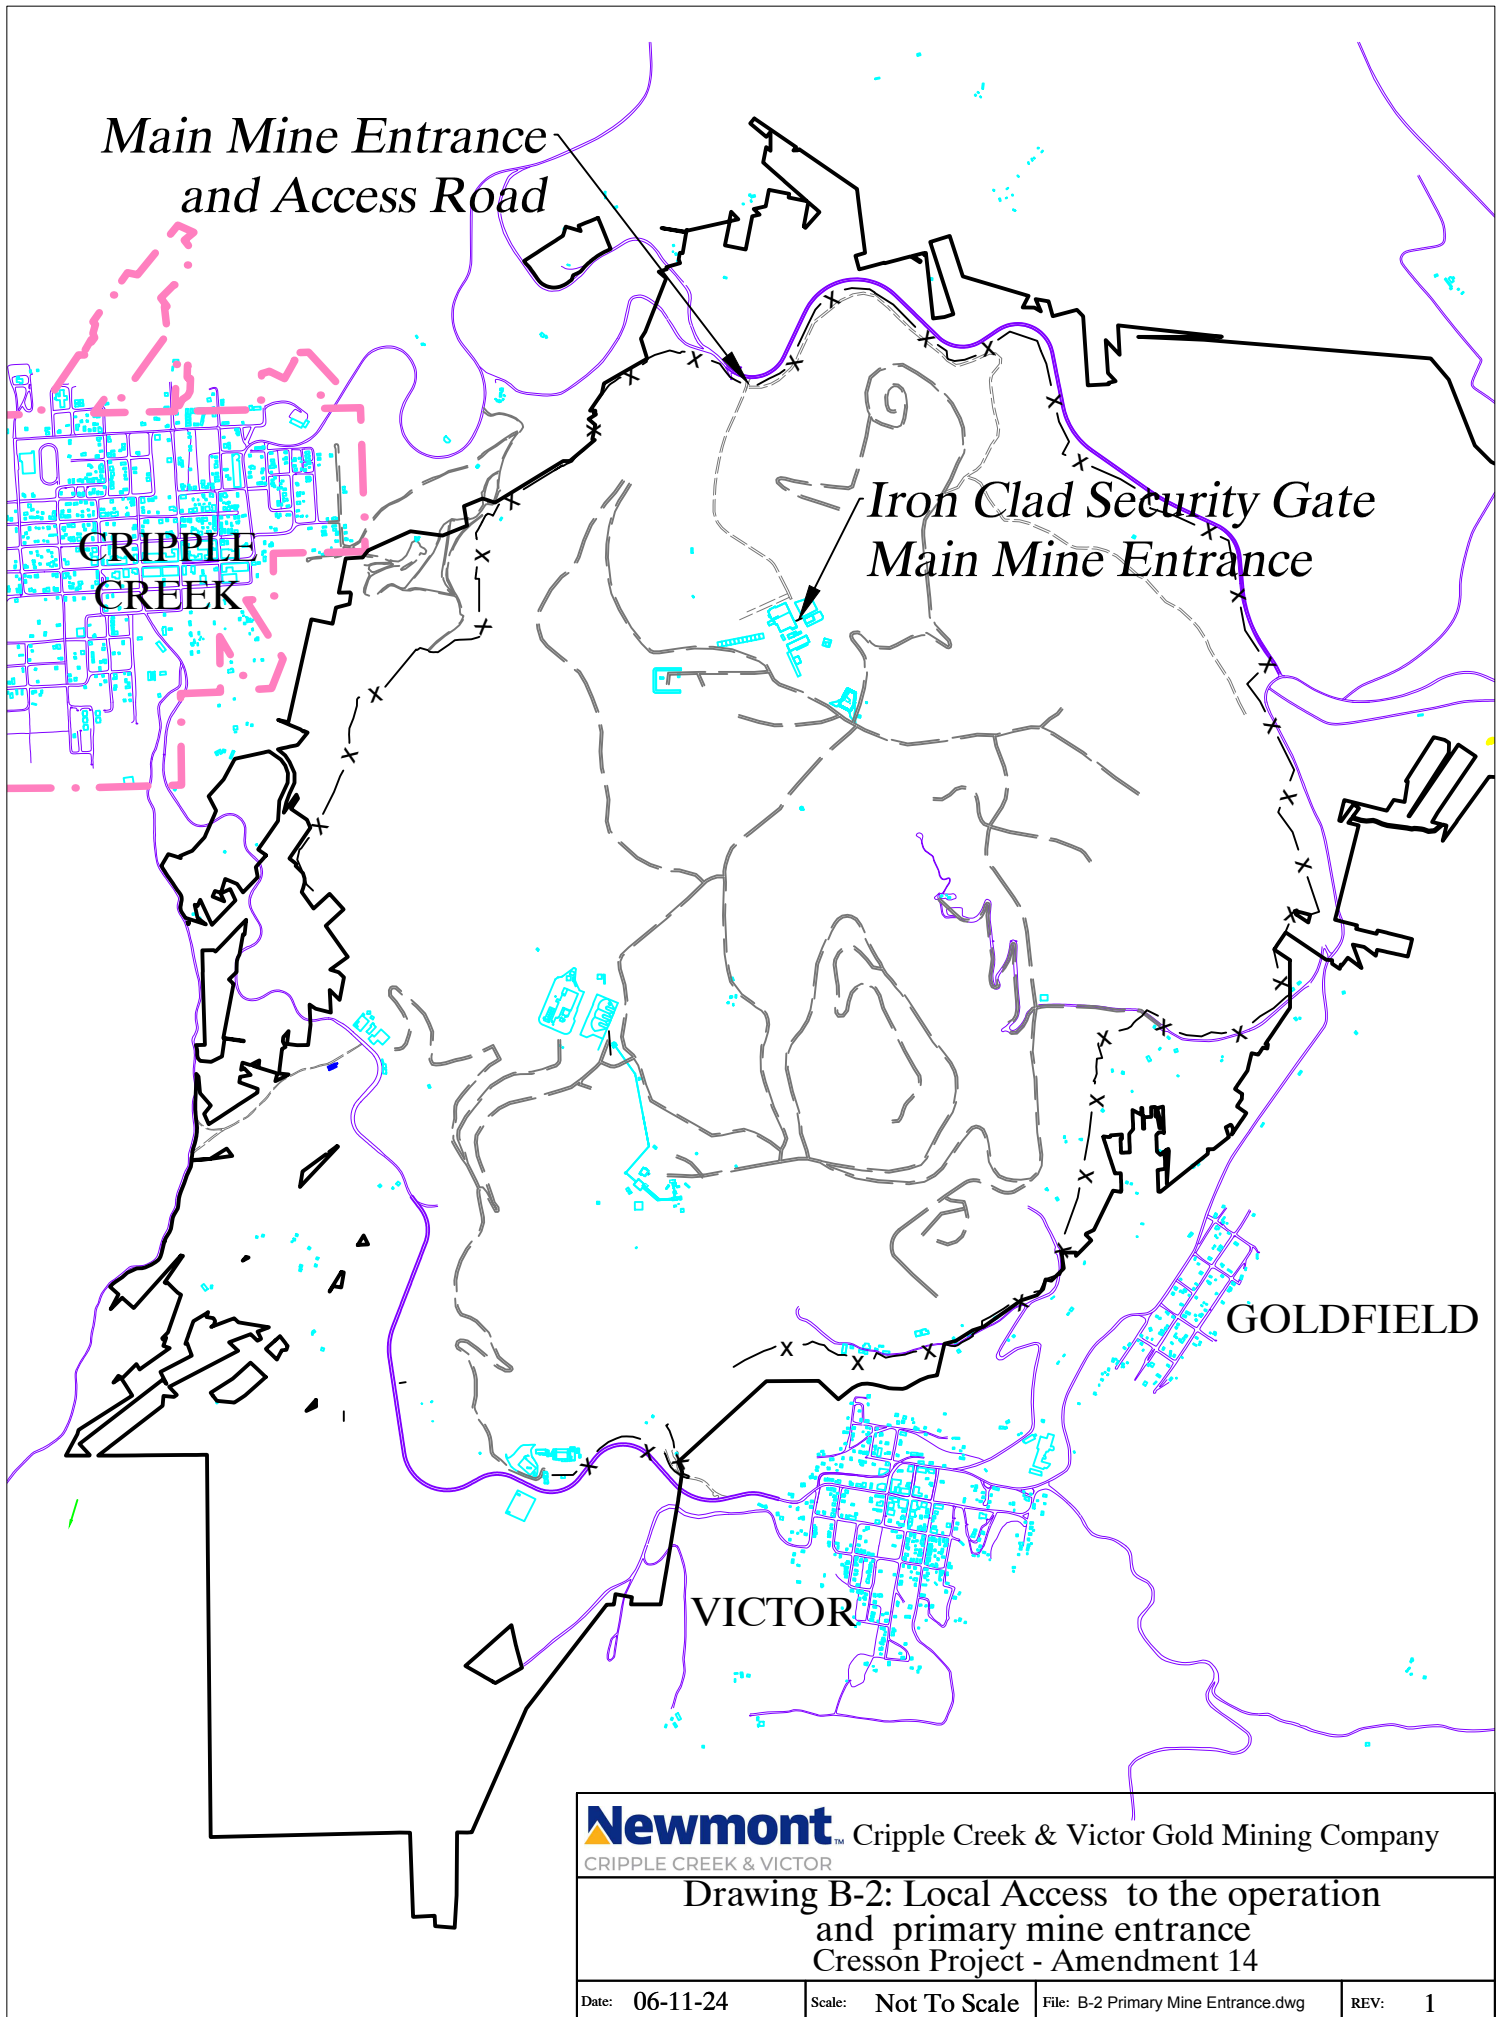 Main Mine Entrance
and Access Road
Iron Clad Security Gate
Main Mine Entrance
CRIPPLE
CREEK
GOLDFIELD
VICTOR
Newmont™ Cripple Creek & Victor Gold Mining Company
CRIPPLE CREEK & VICTOR
Drawing B-2: Local Access to the operation
and primary mine entrance
Cresson Project - Amendment 14
Date: 06-11-24 Scale: Not To Scale File: B-2 Primary Mine Entrance.dwg REV: 1